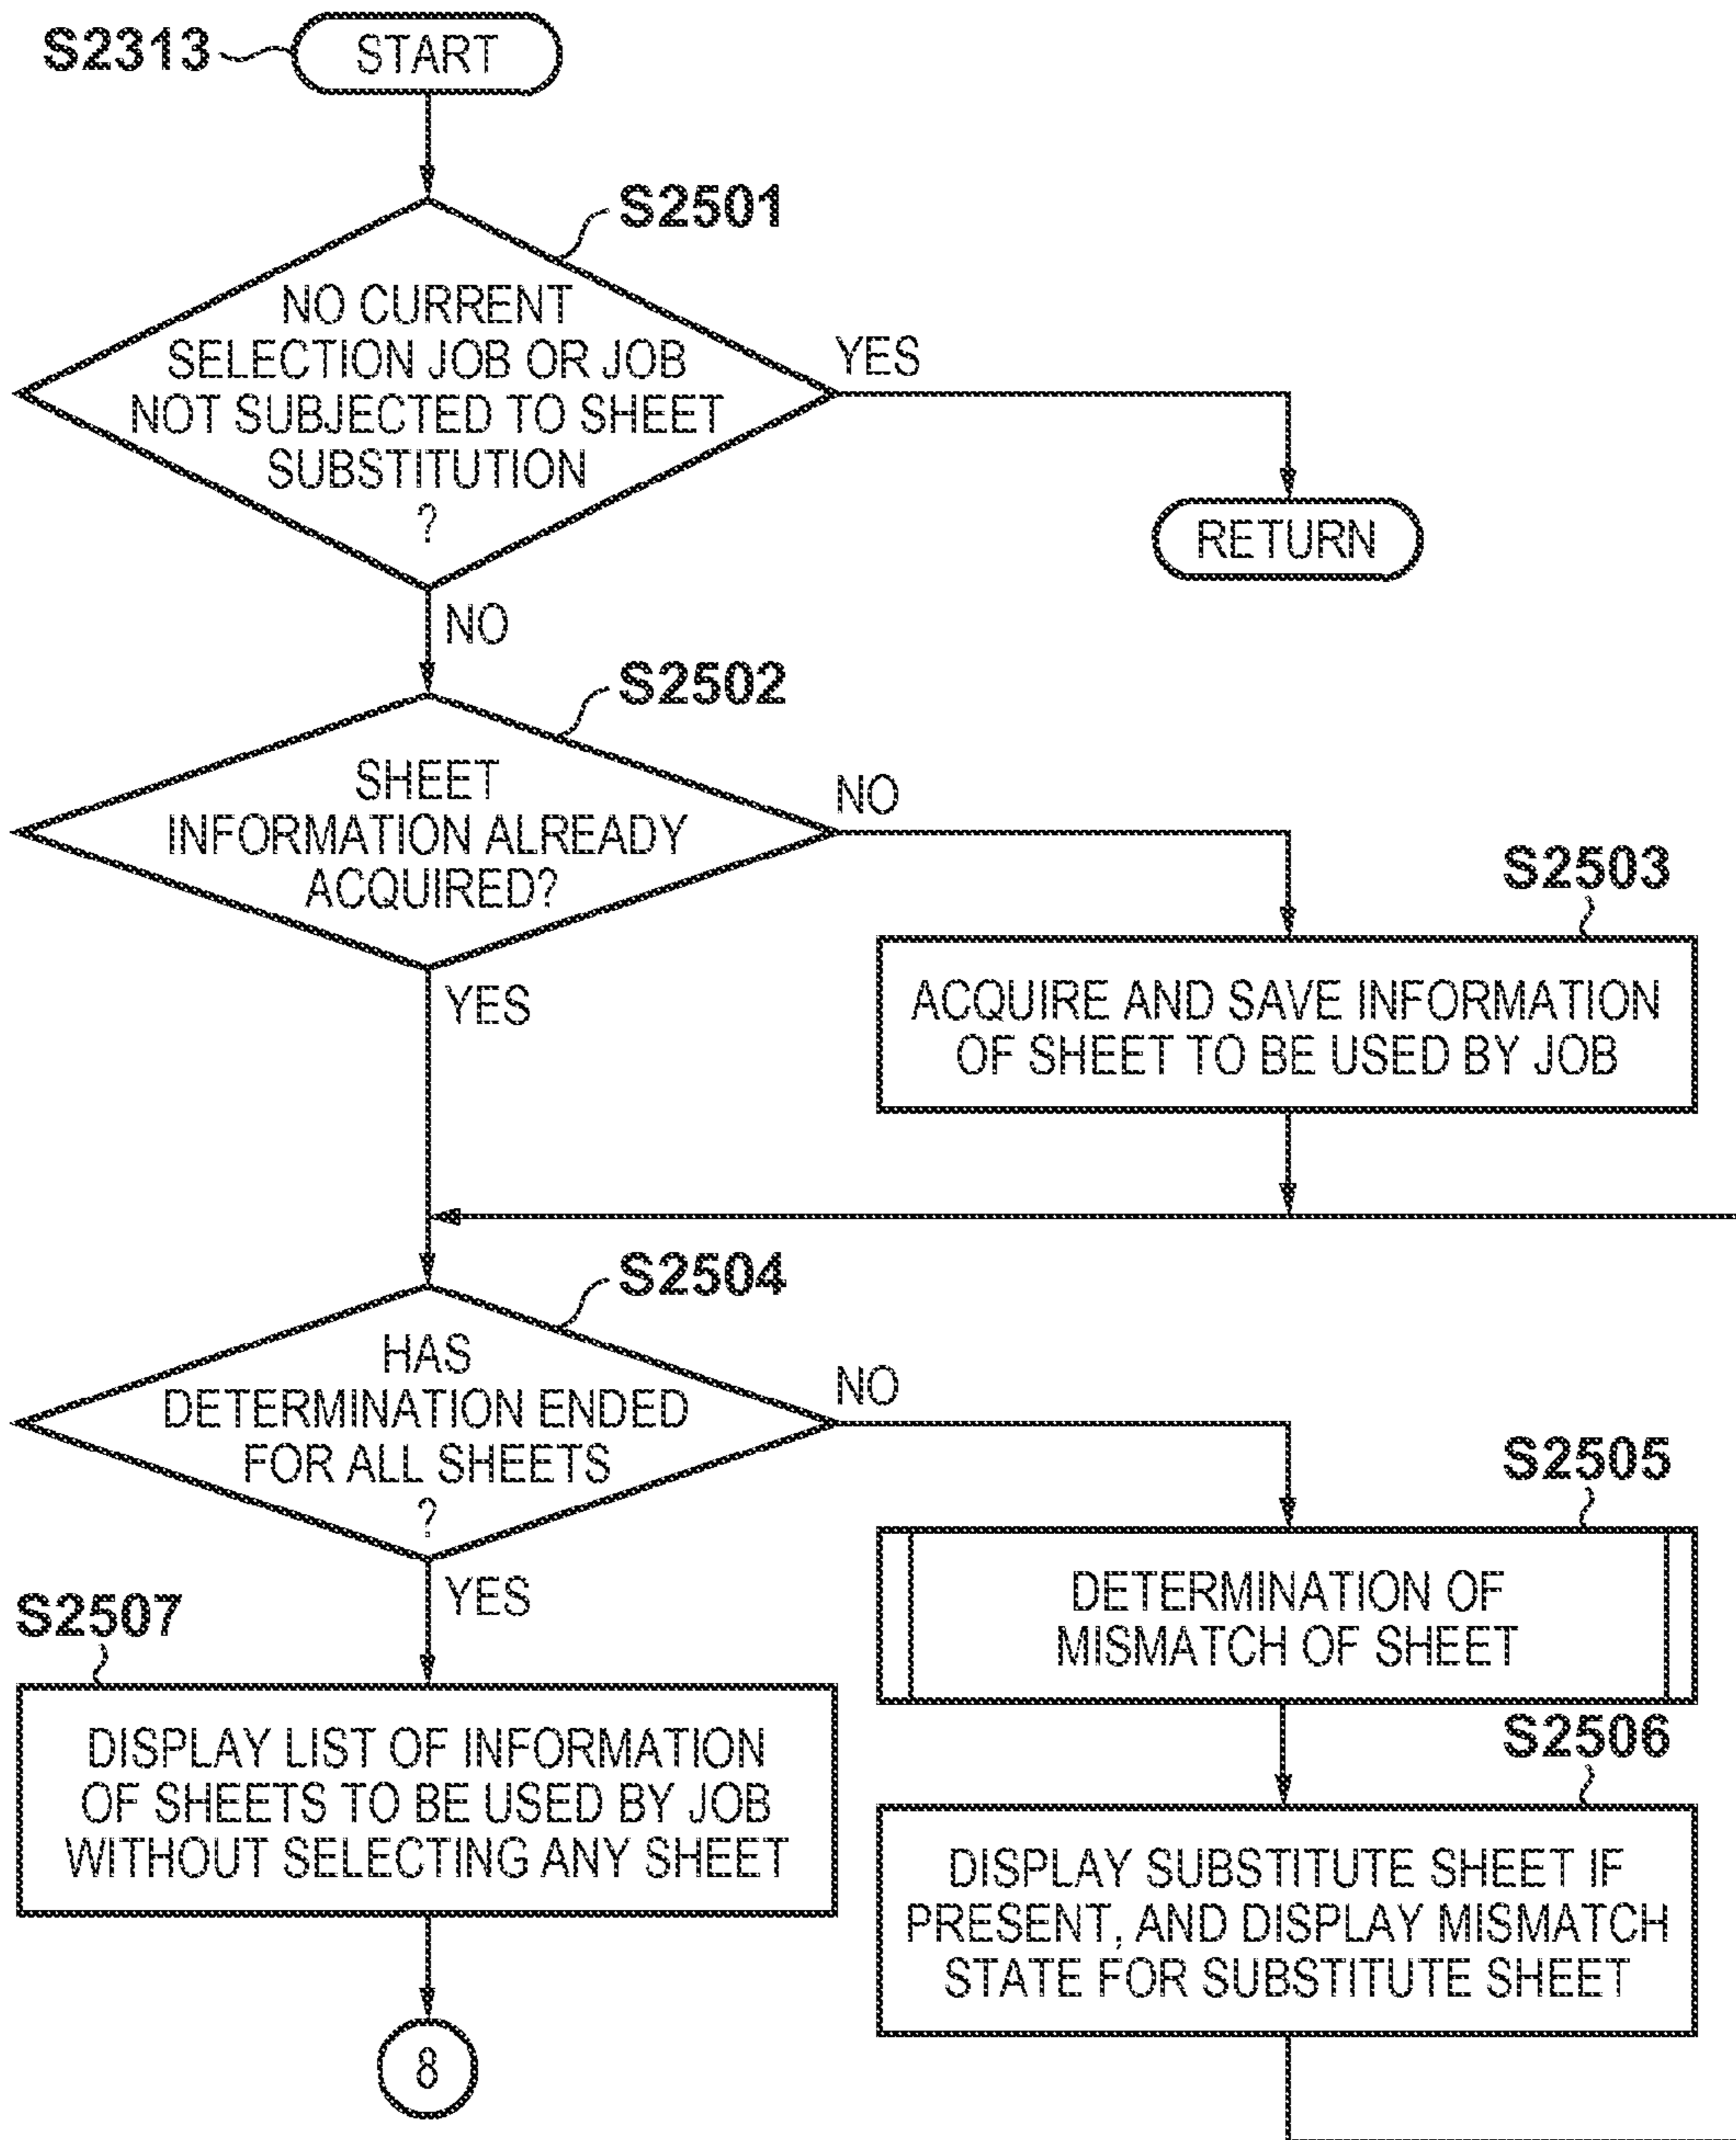 S2313
START
S2501
NO CURRENT
SELECTION JOB OR JOB
NOT SUBJECTED TO SHEET
SUBSTITUTION
?
YES
RETURN
NO
S2502
SHEET
INFORMATION ALREADY
ACQUIRED?
NO
S2503
ACQUIRE AND SAVE INFORMATION
OF SHEET TO BE USED BY JOB
YES
S2504
HAS
DETERMINATION ENDED
FOR ALL SHEETS
?
NO
S2505
DETERMINATION OF
MISMATCH OF SHEET
YES
S2507
DISPLAY LIST OF INFORMATION
OF SHEETS TO BE USED BY JOB
WITHOUT SELECTING ANY SHEET
S2506
DISPLAY SUBSTITUTE SHEET IF
PRESENT, AND DISPLAY MISMATCH
STATE FOR SUBSTITUTE SHEET
8